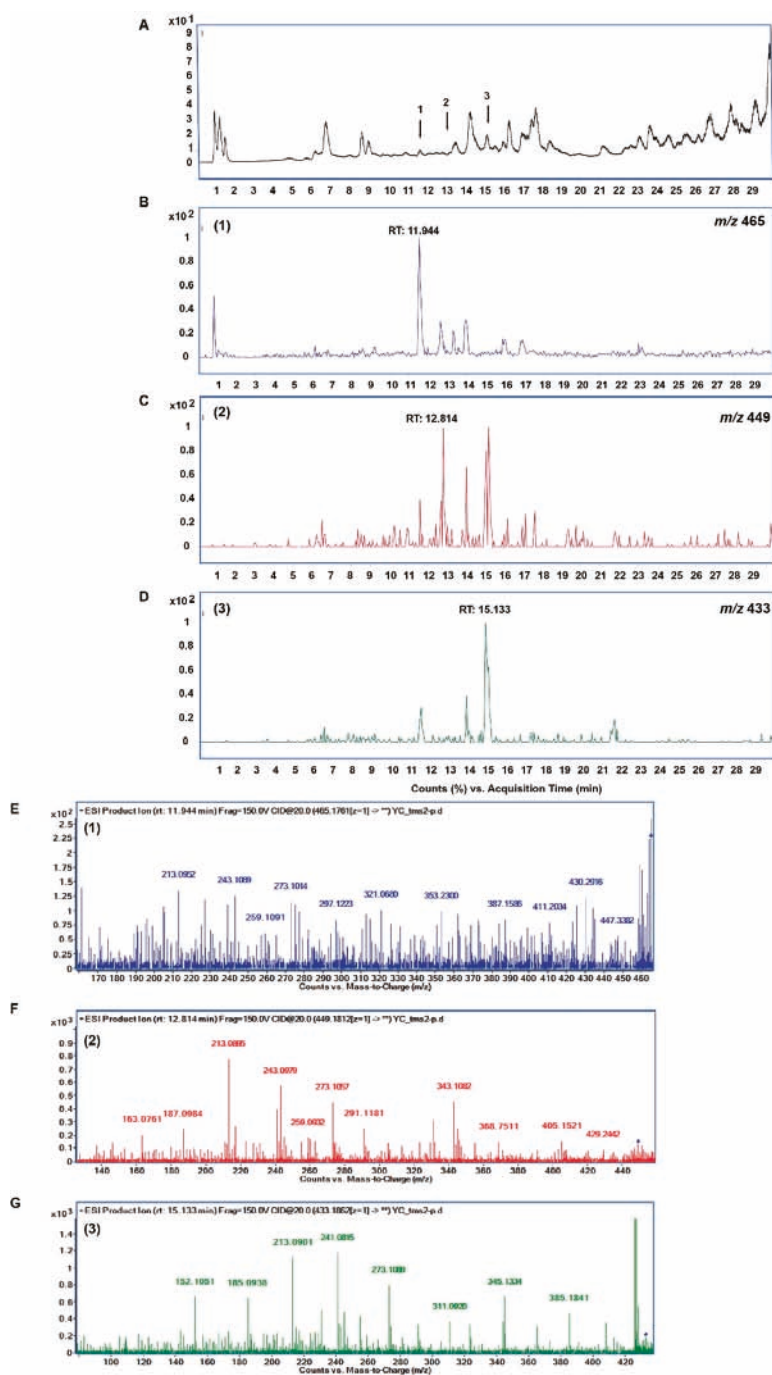 A
x10 1
9
8
7
6
5
4
3
2
1
0
1
2
3
1 2 3 4 5 6 7 8 9 10 11 12 13 14 15 16 17 18 19 20 21 22 23 24 25 26 27 28 29
B
x10 2
(1)
RT: 11.944
m/z 465
1
0.8
0.6
0.4
0.2
0
1 2 3 4 5 6 7 8 9 10 11 12 13 14 15 16 17 18 19 20 21 22 23 24 25 26 27 28 29
C
x10 2
(2)
RT: 12.814
m/z 449
1
0.8
0.6
0.4
0.2
0
1 2 3 4 5 6 7 8 9 10 11 12 13 14 15 16 17 18 19 20 21 22 23 24 25 26 27 28 29
D
x10 2
(3)
RT: 15.133
m/z 433
1
0.8
0.6
0.4
0.2
0
1 2 3 4 5 6 7 8 9 10 11 12 13 14 15 16 17 18 19 20 21 22 23 24 25 26 27 28 29
Counts (%) vs. Acquisition Time (min)
E
x10 2
+ESI Product Ion (rt: 11.944 min) Frag=150.0V CID@20.0 (465.1761[z=1] -> **) YC_tms2-p.d
(1)
2.5
2.25
2
1.75
1.5
1.25
1
0.75
0.5
0.25
0
213.0952
243.1089
259.1091
273.1014
297.1223
321.0680
353.2300
387.1586
411.2034
430.2916
447.3382
170 180 190 200 210 220 230 240 250 260 270 280 290 300 310 320 330 340 350 360 370 380 390 400 410 420 430 440 450 460
Counts vs. Mass-to-Charge (m/z)
F
x10 3
+ESI Product Ion (rt: 12.814 min) Frag=150.0V CID@20.0 (449.1812[z=1] -> **) YC_tms2-p.d
(2)
0.9
0.8
0.7
0.6
0.5
0.4
0.3
0.2
0.1
0
163.0761
187.0984
213.0895
243.0979
273.1057
291.1181
343.1082
368.7511
405.1521
429.2442
140 160 180 200 220 240 260 280 300 320 340 360 380 400 420 440
Counts vs. Mass-to-Charge (m/z)
G
x10 3
+ESI Product Ion (rt: 15.133 min) Frag=150.0V CID@20.0 (433.1862[z=1] -> **) YC_tms2-p.d
(3)
1.4
1.2
1
0.8
0.6
0.4
0.2
0
152.1051
185.0938
213.0901
345.1334
385.1841
100 120 140 160 180 200 220 240 260 280 300 320 340 360 380 400 420
Counts vs. Mass-to-Charge (m/z)